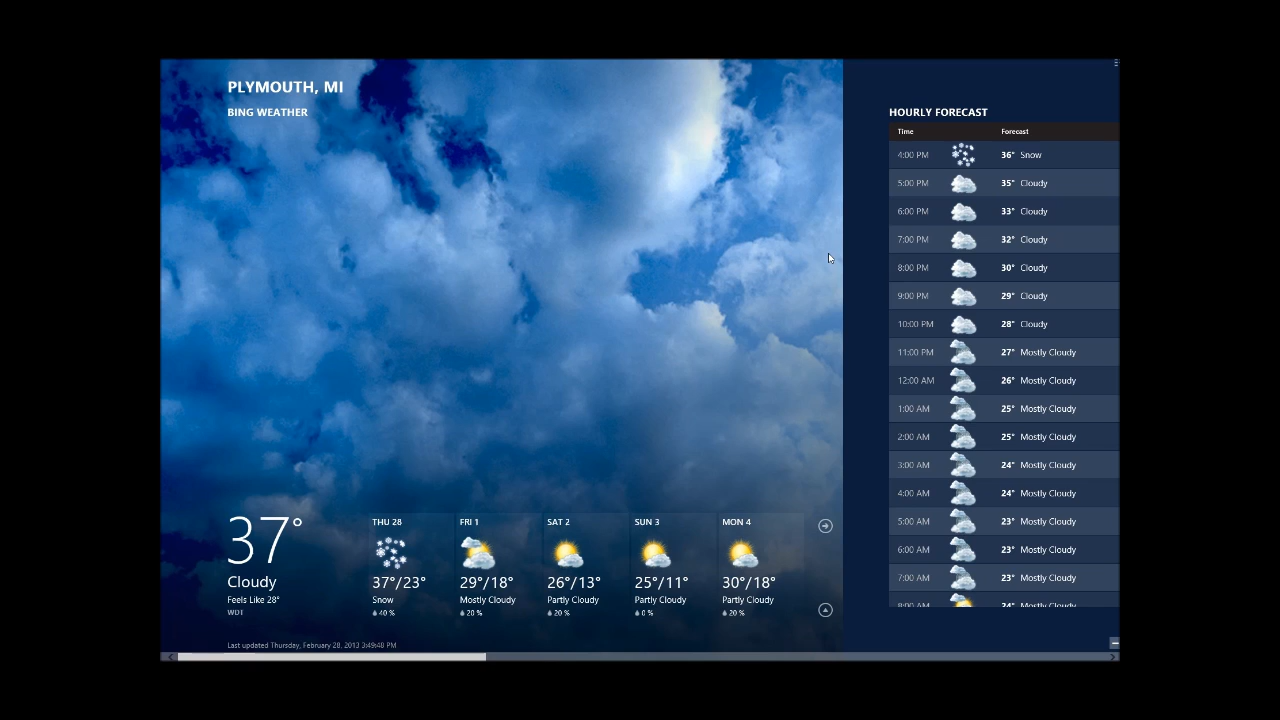 PLYMOUTH, MI
BING WEATHER
37°
Cloudy
Feels Like 28°
WDT
THU 28
37°/23°
Snow
40 %
FRI 1
29°/18°
Mostly Cloudy
20 %
SAT 2
26°/13°
Partly Cloudy
20 %
SUN 3
25°/11°
Partly Cloudy
0 %
MON 4
30°/18°
Partly Cloudy
20 %
Last updated Thursday, February 28, 2013 3:49:48 PM
HOURLY FORECAST
Time Forecast
4:00 PM 36° Snow
5:00 PM 35° Cloudy
6:00 PM 33° Cloudy
7:00 PM 32° Cloudy
8:00 PM 30° Cloudy
9:00 PM 29° Cloudy
10:00 PM 28° Cloudy
11:00 PM 27° Mostly Cloudy
12:00 AM 26° Mostly Cloudy
1:00 AM 25° Mostly Cloudy
2:00 AM 25° Mostly Cloudy
3:00 AM 24° Mostly Cloudy
4:00 AM 24° Mostly Cloudy
5:00 AM 23° Mostly Cloudy
6:00 AM 23° Mostly Cloudy
7:00 AM 23° Mostly Cloudy
8:00 AM 24° Mostly Cloudy